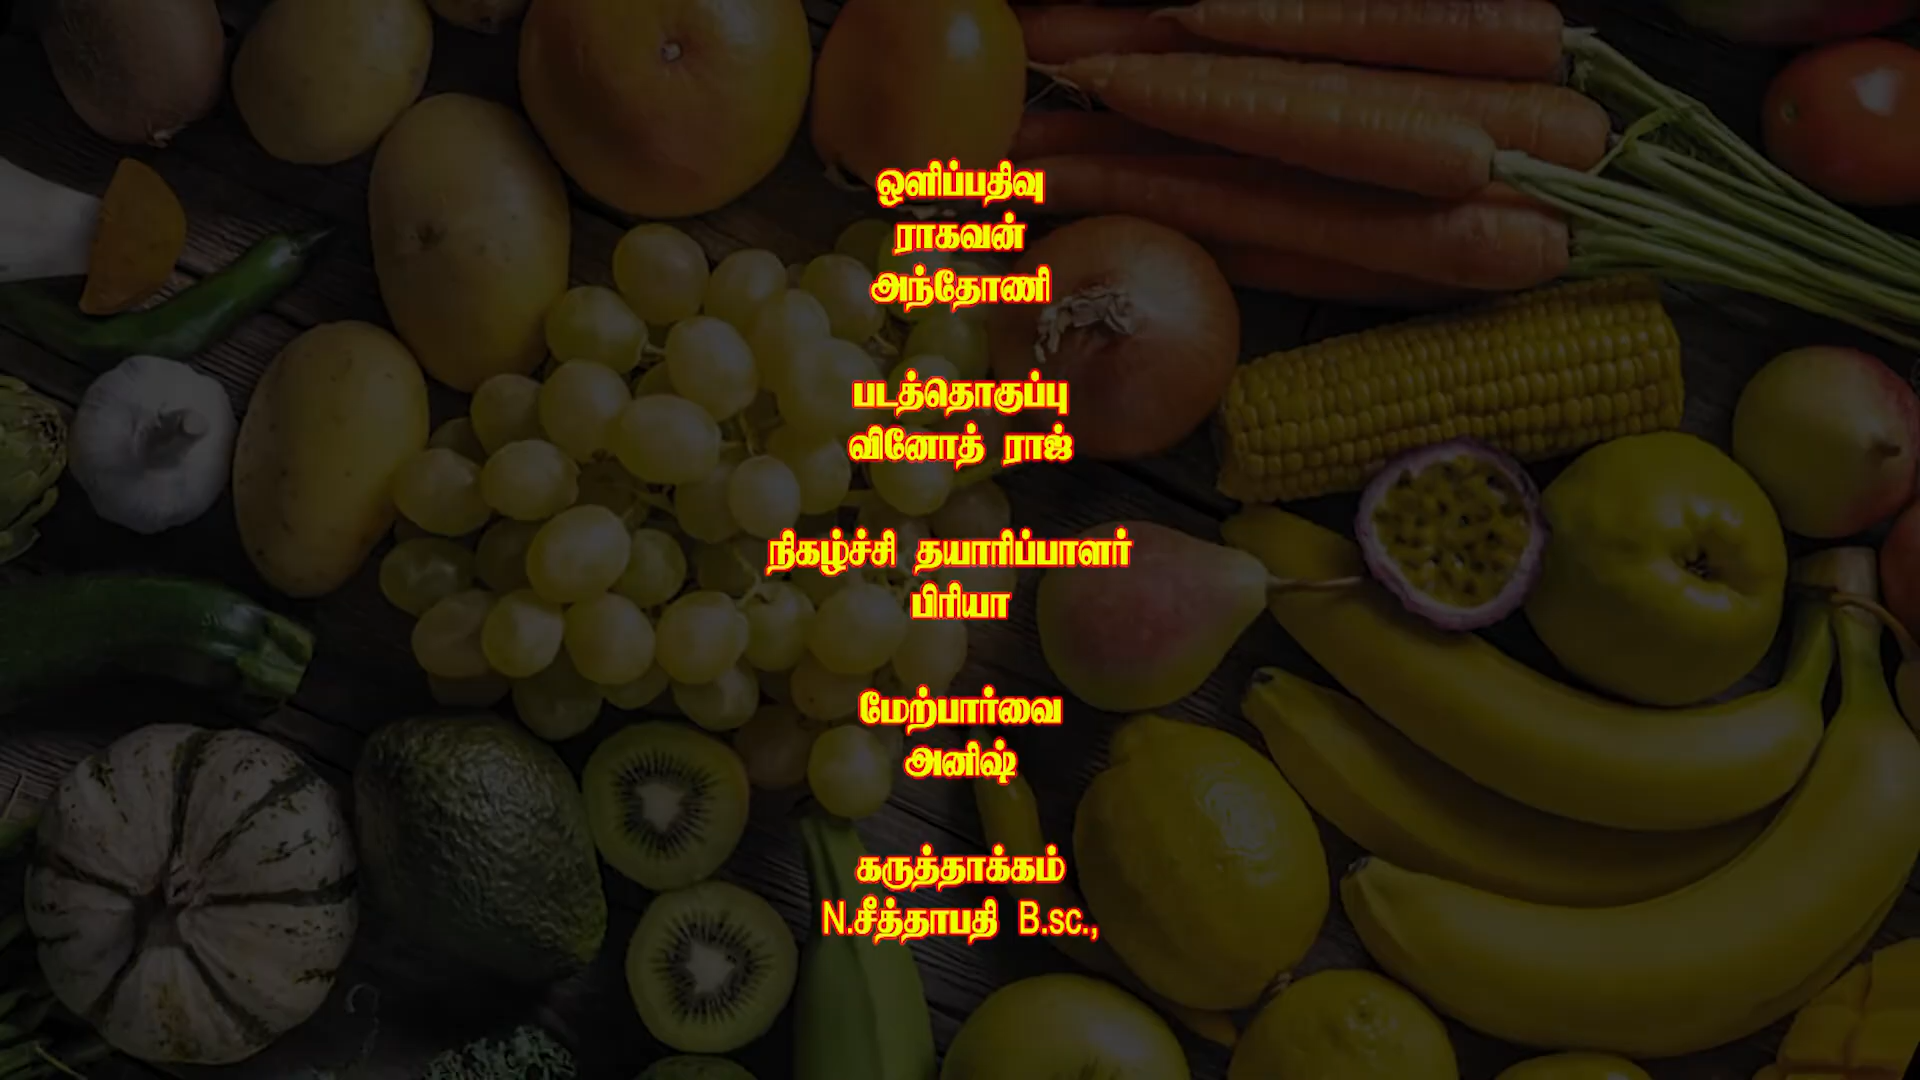 ஒளிப்பதிவு
ராகவன்
அந்தோணி
படத்தொகுப்பு
வினோத் ராஜ்
நிகழ்ச்சி தயாரிப்பாளர்
பிரியா
மேற்பார்வை
அனிஷ்
கருத்தாக்கம்
N.சீத்தாபதி B.sc.,